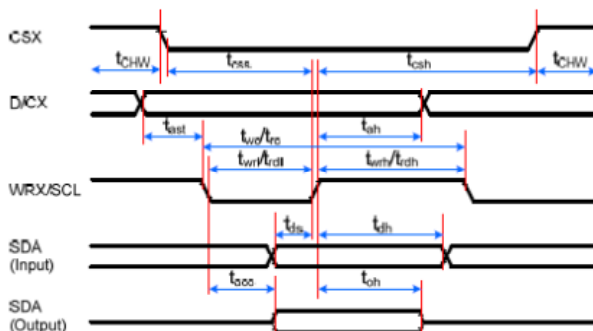 CSX
tCHW
tcss
tcsh
tCHW
D/CX
tast
twc/trc
tah
twrl/trdl
twrh/trdh
WRX/SCL
tds
tdh
SDA
(Input)
tacc
toh
SDA
(Output)